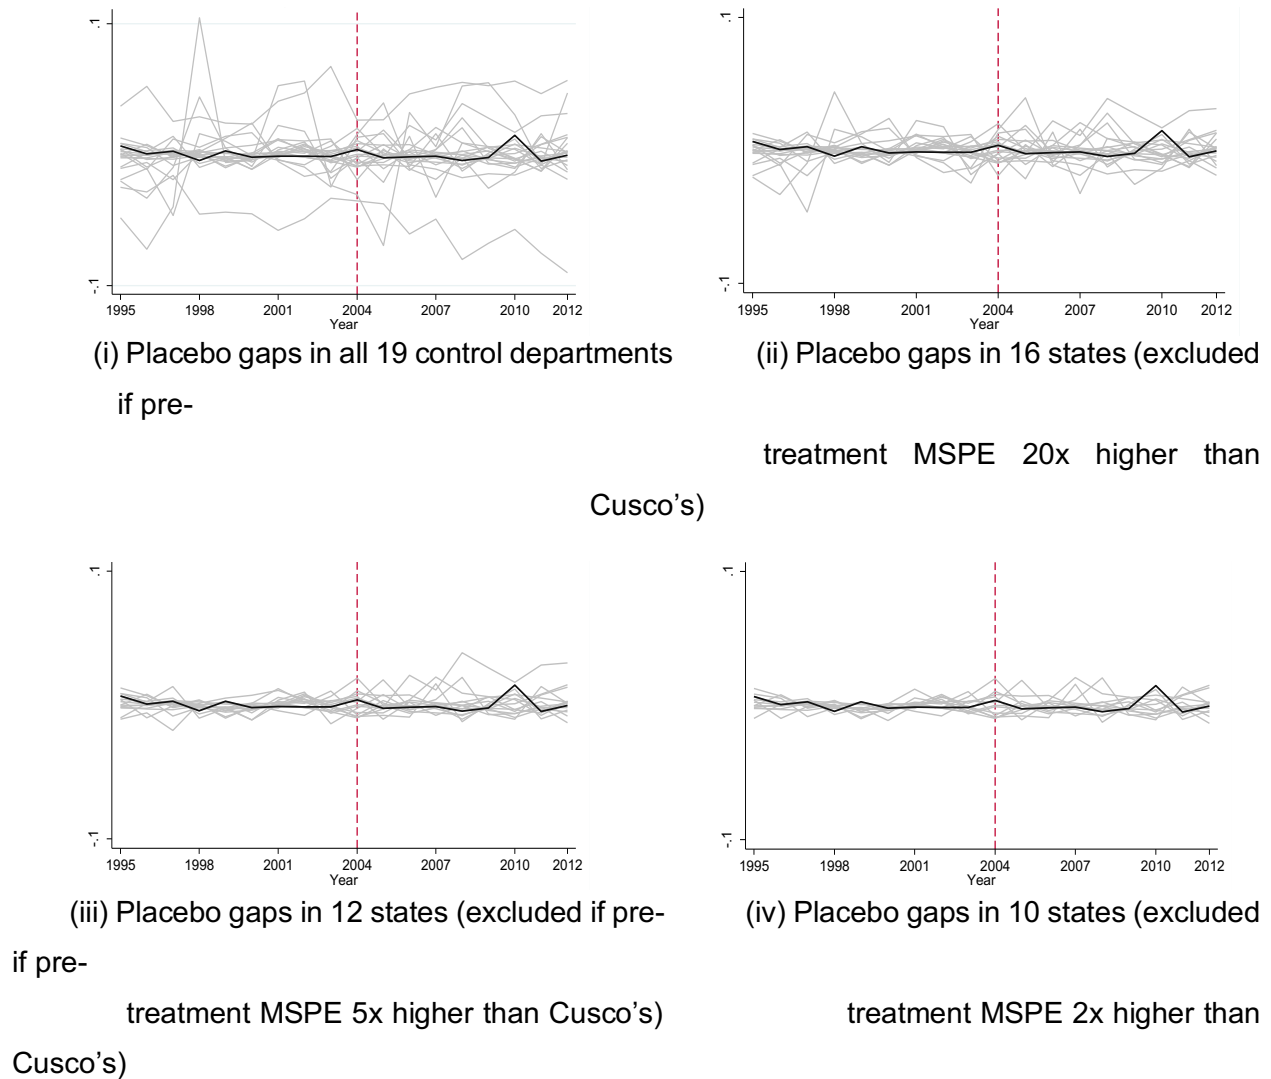 .1
-.1
1995 1998 2001 2004 2007 2010 2012
Year
.1
-.1
1995 1998 2001 2004 2007 2010 2012
Year
(i) Placebo gaps in all 19 control departments (ii) Placebo gaps in 16 states (excluded
if pre-
treatment MSPE 20x higher than
Cusco’s)
.1
-.1
1995 1998 2001 2004 2007 2010 2012
Year
.1
-.1
1995 1998 2001 2004 2007 2010 2012
Year
(iii) Placebo gaps in 12 states (excluded if pre- (iv) Placebo gaps in 10 states (excluded
if pre-
treatment MSPE 5x higher than Cusco’s) treatment MSPE 2x higher than
Cusco’s)